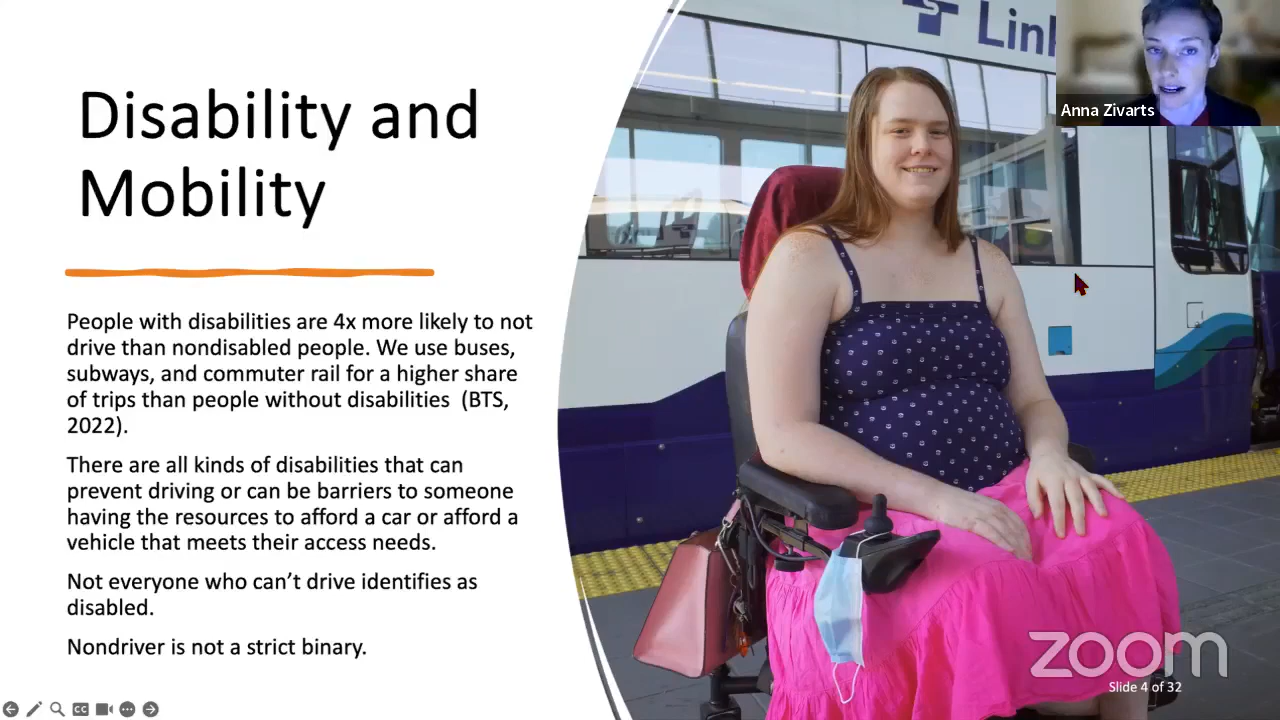 Link
Anna Zivarts
Disability and
Mobility
People with disabilities are 4x more likely to not
drive than nondisabled people. We use buses,
subways, and commuter rail for a higher share
of trips than people without disabilities (BTS,
2022).
There are all kinds of disabilities that can
prevent driving or can be barriers to someone
having the resources to afford a car or afford a
vehicle that meets their access needs.
Not everyone who can’t drive identifies as
disabled.
Nondriver is not a strict binary.
zoom
Slide 4 of 32
CC